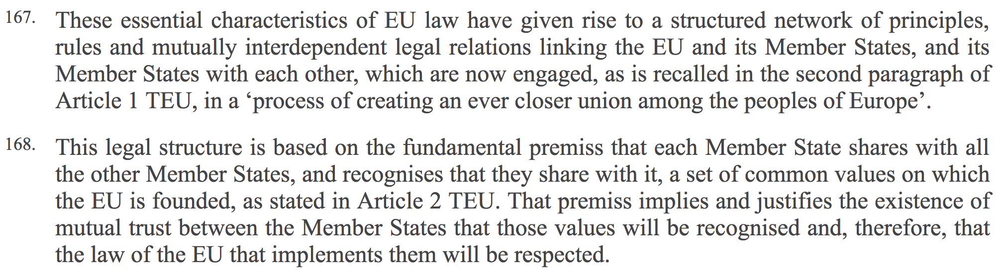 167. These essential characteristics of EU law have given rise to a structured network of principles,
rules and mutually interdependent legal relations linking the EU and its Member States, and its
Member States with each other, which are now engaged, as is recalled in the second paragraph of
Article 1 TEU, in a ‘process of creating an ever closer union among the peoples of Europe’.
168. This legal structure is based on the fundamental premiss that each Member State shares with all
the other Member States, and recognises that they share with it, a set of common values on which
the EU is founded, as stated in Article 2 TEU. That premiss implies and justifies the existence of
mutual trust between the Member States that those values will be recognised and, therefore, that
the law of the EU that implements them will be respected.